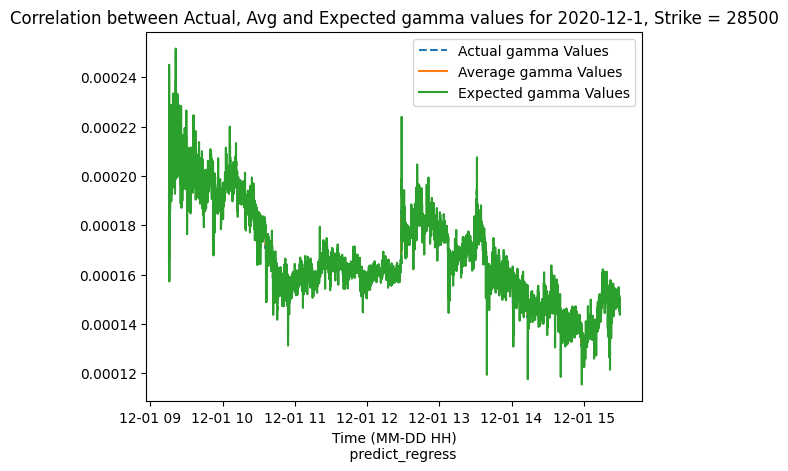 Correlation between Actual, Avg and Expected gamma values for 2020-12-1, Strike = 28500
Actual gamma Values
Average gamma Values
Expected gamma Values
0.00024
0.00022
0.00020
0.00018
0.00016
0.00014
0.00012
12-01 09 12-01 10 12-01 11 12-01 12 12-01 13 12-01 14 12-01 15
Time (MM-DD HH)
predict_regress